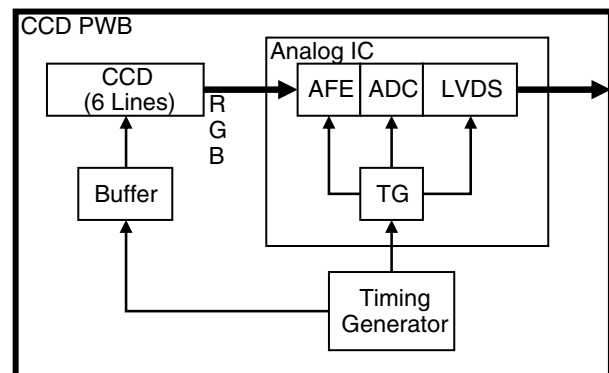 CCD PWB
Analog IC
CCD
(6 Lines)
R
G
B
AFE
ADC
LVDS
Buffer
TG
Timing
Generator